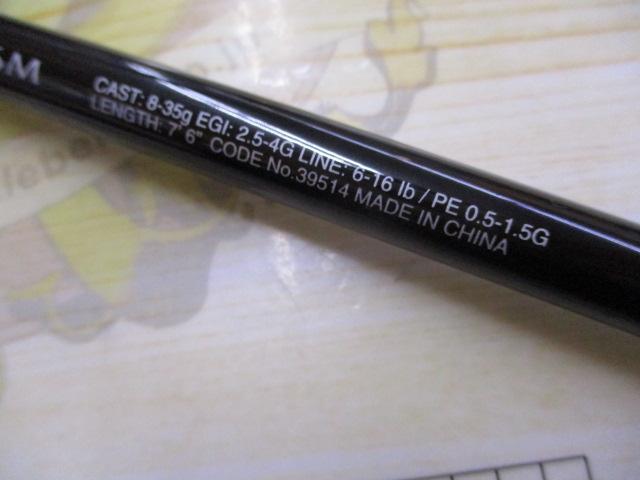 6M
CAST: 8-35g EGI: 2.5-4G LINE: 6-16 lb / PE 0.5-1.5G
LENGTH: 7' 6" CODE No.39514 MADE IN CHINA